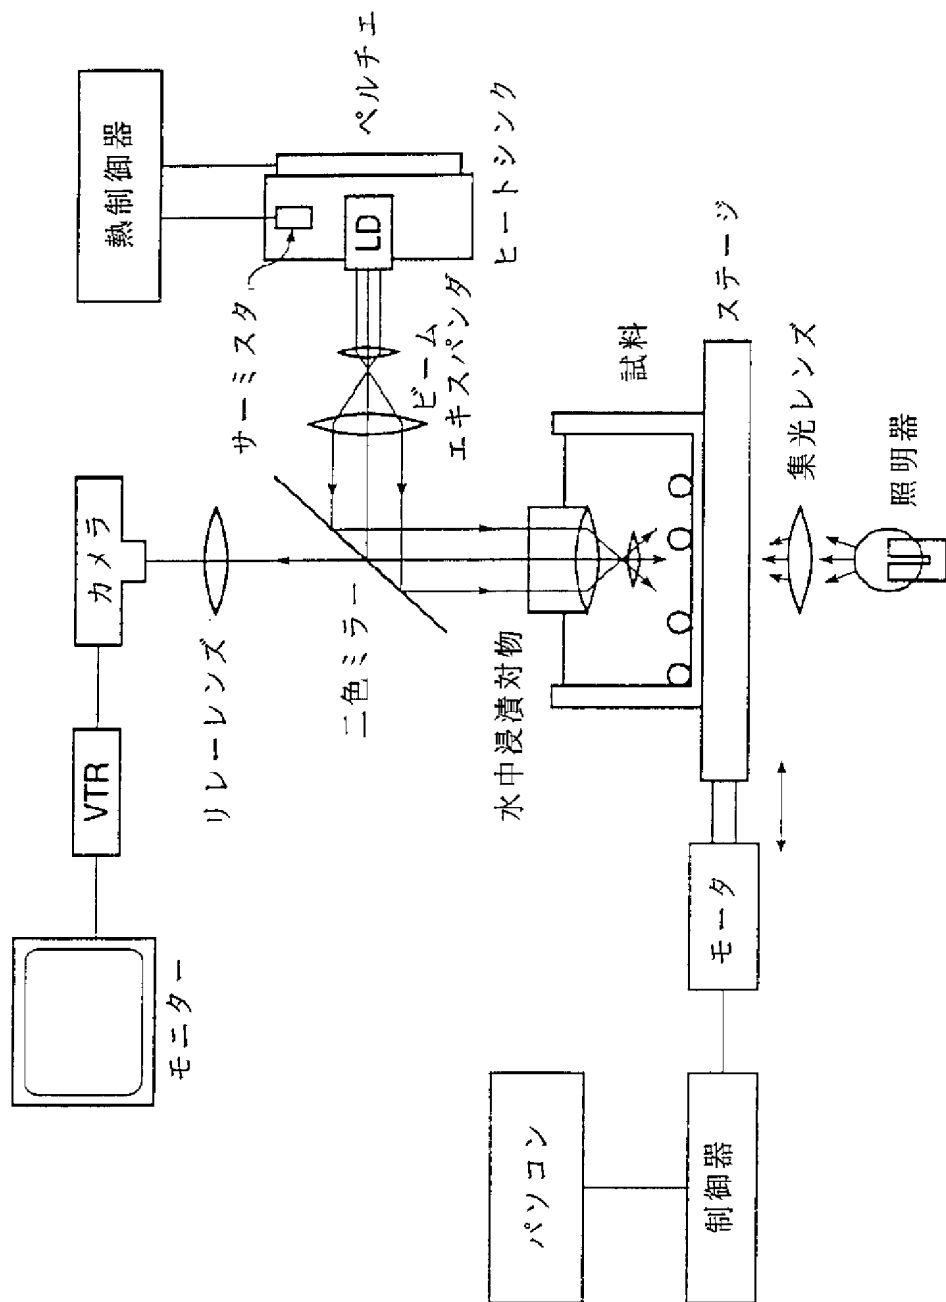 熱制御器
ペルチエ
ヒートシンク
LD
サーミスタ
ビーム
エキスパンダ
カメラ
リレーレンズ
二色ミラー
VTR
モニター
水中浸漬対物
試料
ステージ
集光レンズ
照明器
モータ
パソコン
制御器